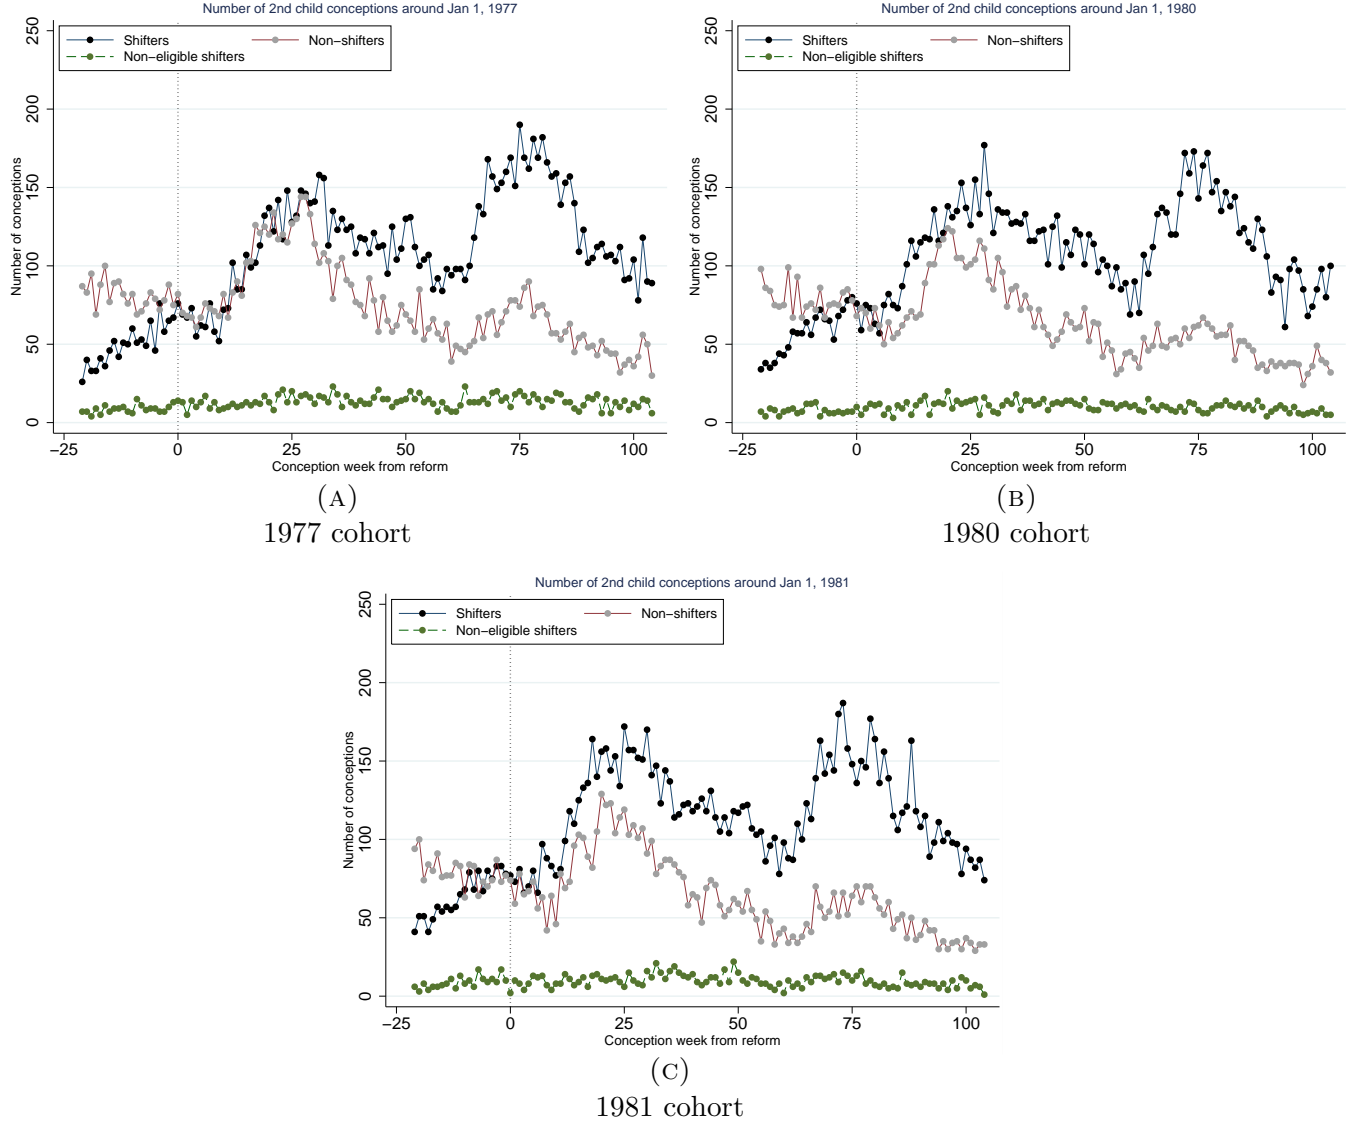 Number of 2nd child conceptions around Jan 1, 1977
Shifters
Non−shifters
Non−eligible shifters
Number of conceptions
0
50
100
150
200
250
−25
0
25
50
75
100
Conception week from reform
(A)
1977 cohort
Number of 2nd child conceptions around Jan 1, 1980
Shifters
Non−shifters
Non−eligible shifters
Number of conceptions
0
50
100
150
200
250
−25
0
25
50
75
100
Conception week from reform
(B)
1980 cohort
Number of 2nd child conceptions around Jan 1, 1981
Shifters
Non−shifters
Non−eligible shifters
Number of conceptions
0
50
100
150
200
250
−25
0
25
50
75
100
Conception week from reform
(C)
1981 cohort